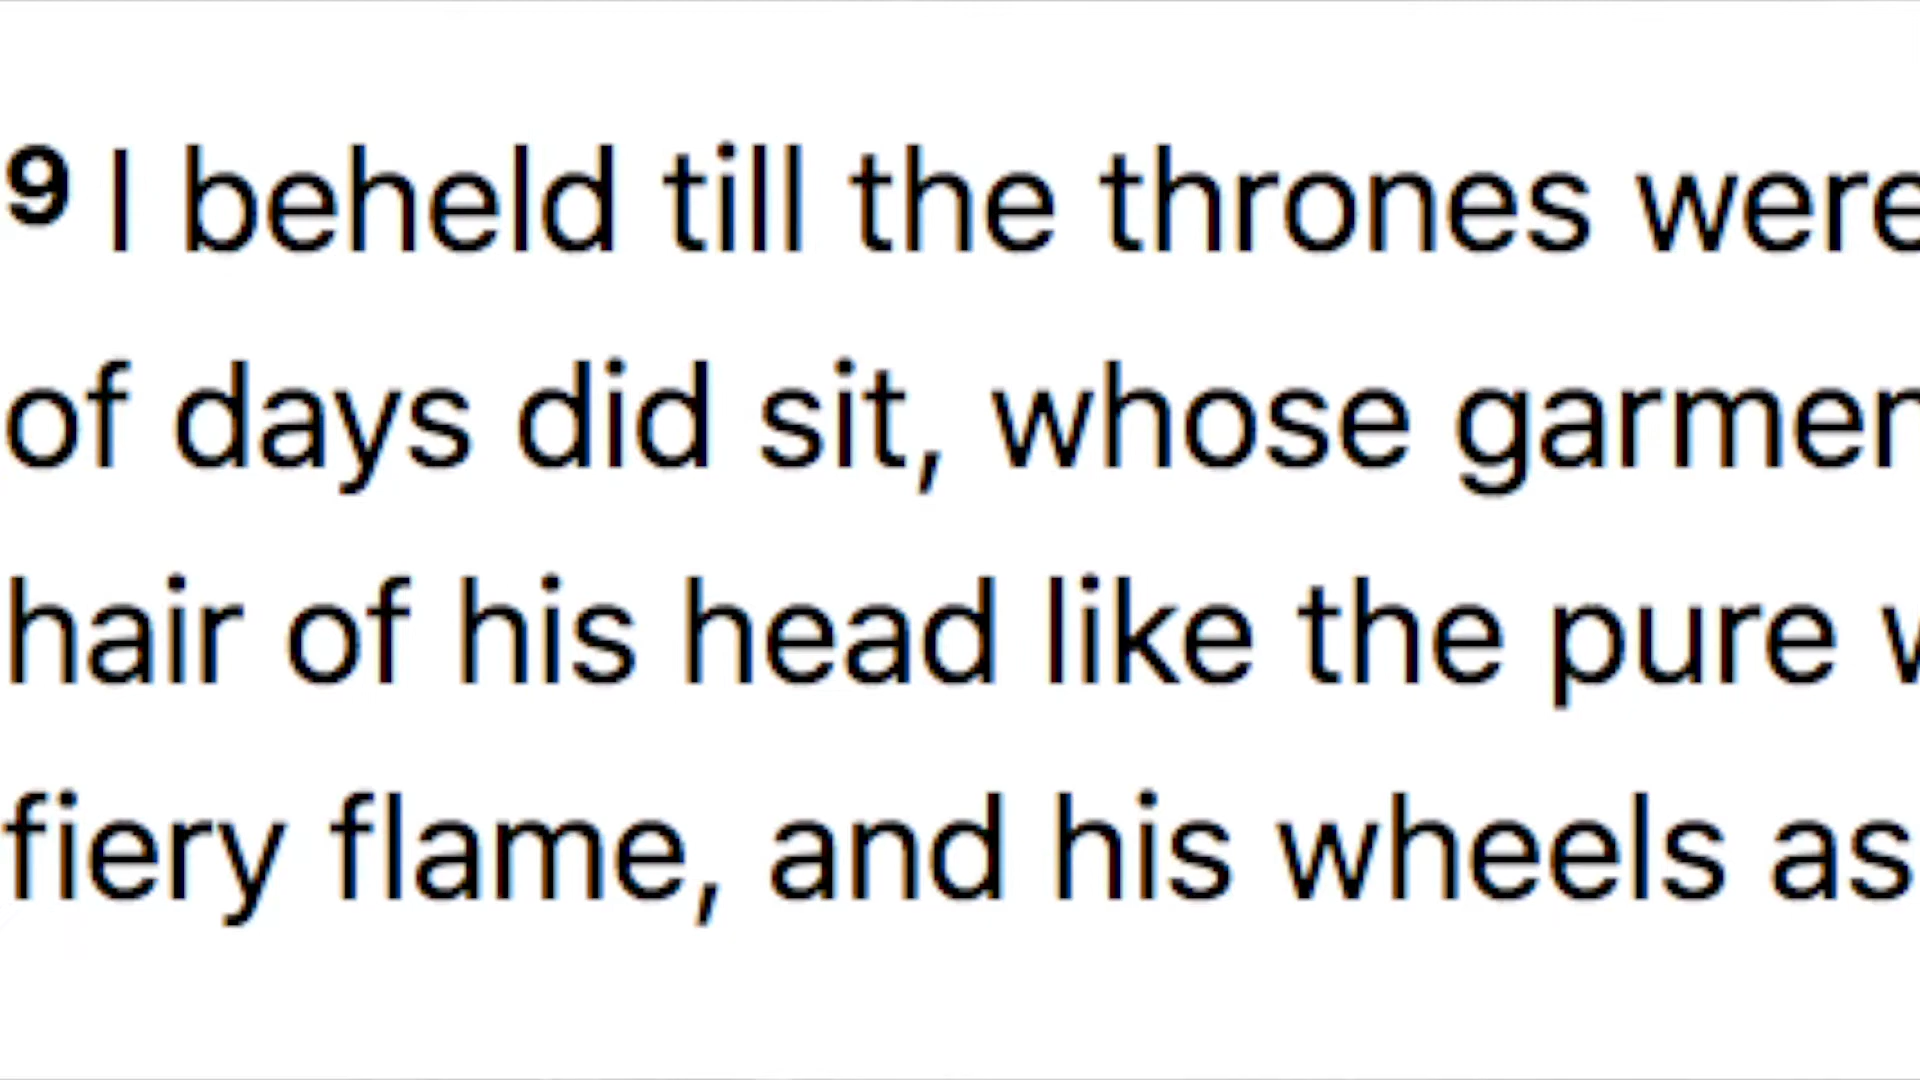 9 I beheld till the thrones were
of days did sit, whose garmen
hair of his head like the pure w
fiery flame, and his wheels as